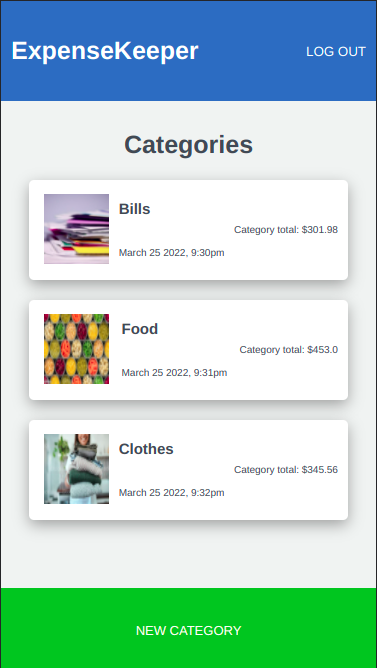 ExpenseKeeper
LOG OUT
Categories
Bills
Category total: $301.98
March 25 2022, 9:30pm
Food
Category total: $453.0
March 25 2022, 9:31pm
Clothes
Category total: $345.56
March 25 2022, 9:32pm
NEW CATEGORY